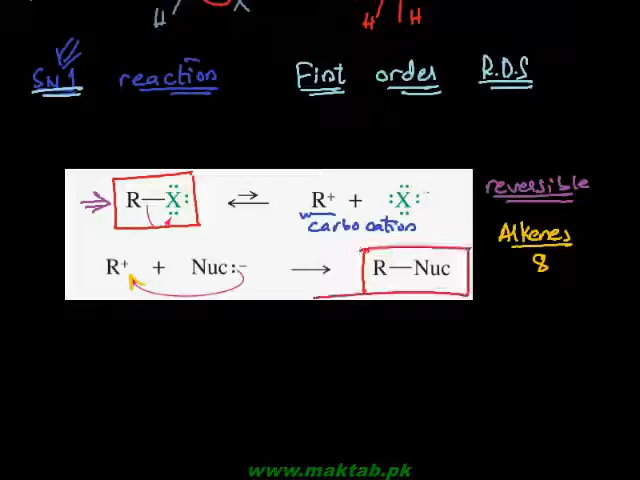 H X H H
SN1 reaction First order R.D.S
R—X: ⇌ R+ + :X:- reversible
carbocation
Alkenes
R+ + Nuc:- ⟶ R—Nuc 8
www.maktab.pk